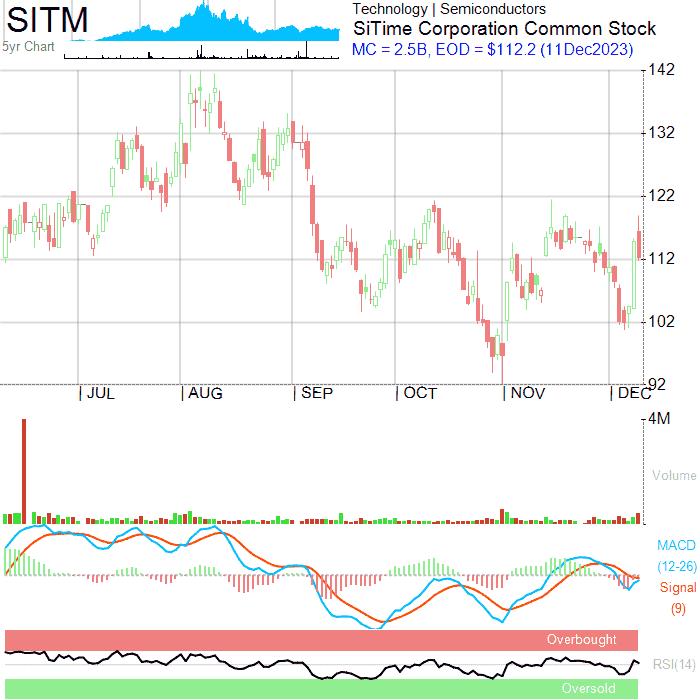 SITM
5yr Chart
Technology | Semiconductors
SiTime Corporation Common Stock
MC = 2.5B, EOD = $112.2 (11Dec2023)
142
132
122
112
102
92
JUL AUG SEP OCT NOV DEC
4M
Volume
MACD
(12-26)
Signal
(9)
Overbought
RSI(14)
Oversold